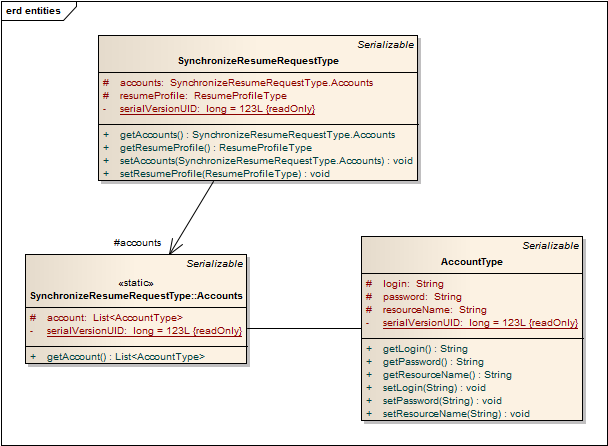 erd entities
Serializable
SynchronizeResumeRequestType
# accounts: SynchronizeResumeRequestType.Accounts
# resumeProfile: ResumeProfileType
- serialVersionUID: long = 123L {readOnly}
+ getAccounts() : SynchronizeResumeRequestType.Accounts
+ getResumeProfile() : ResumeProfileType
+ setAccounts(SynchronizeResumeRequestType.Accounts) : void
+ setResumeProfile(ResumeProfileType) : void
#accounts
Serializable
«static»
SynchronizeResumeRequestType::Accounts
# account: List<AccountType>
- serialVersionUID: long = 123L {readOnly}
+ getAccount() : List<AccountType>
Serializable
AccountType
# login: String
# password: String
# resourceName: String
- serialVersionUID: long = 123L {readOnly}
+ getLogin() : String
+ getPassword() : String
+ getResourceName() : String
+ setLogin(String) : void
+ setPassword(String) : void
+ setResourceName(String) : void